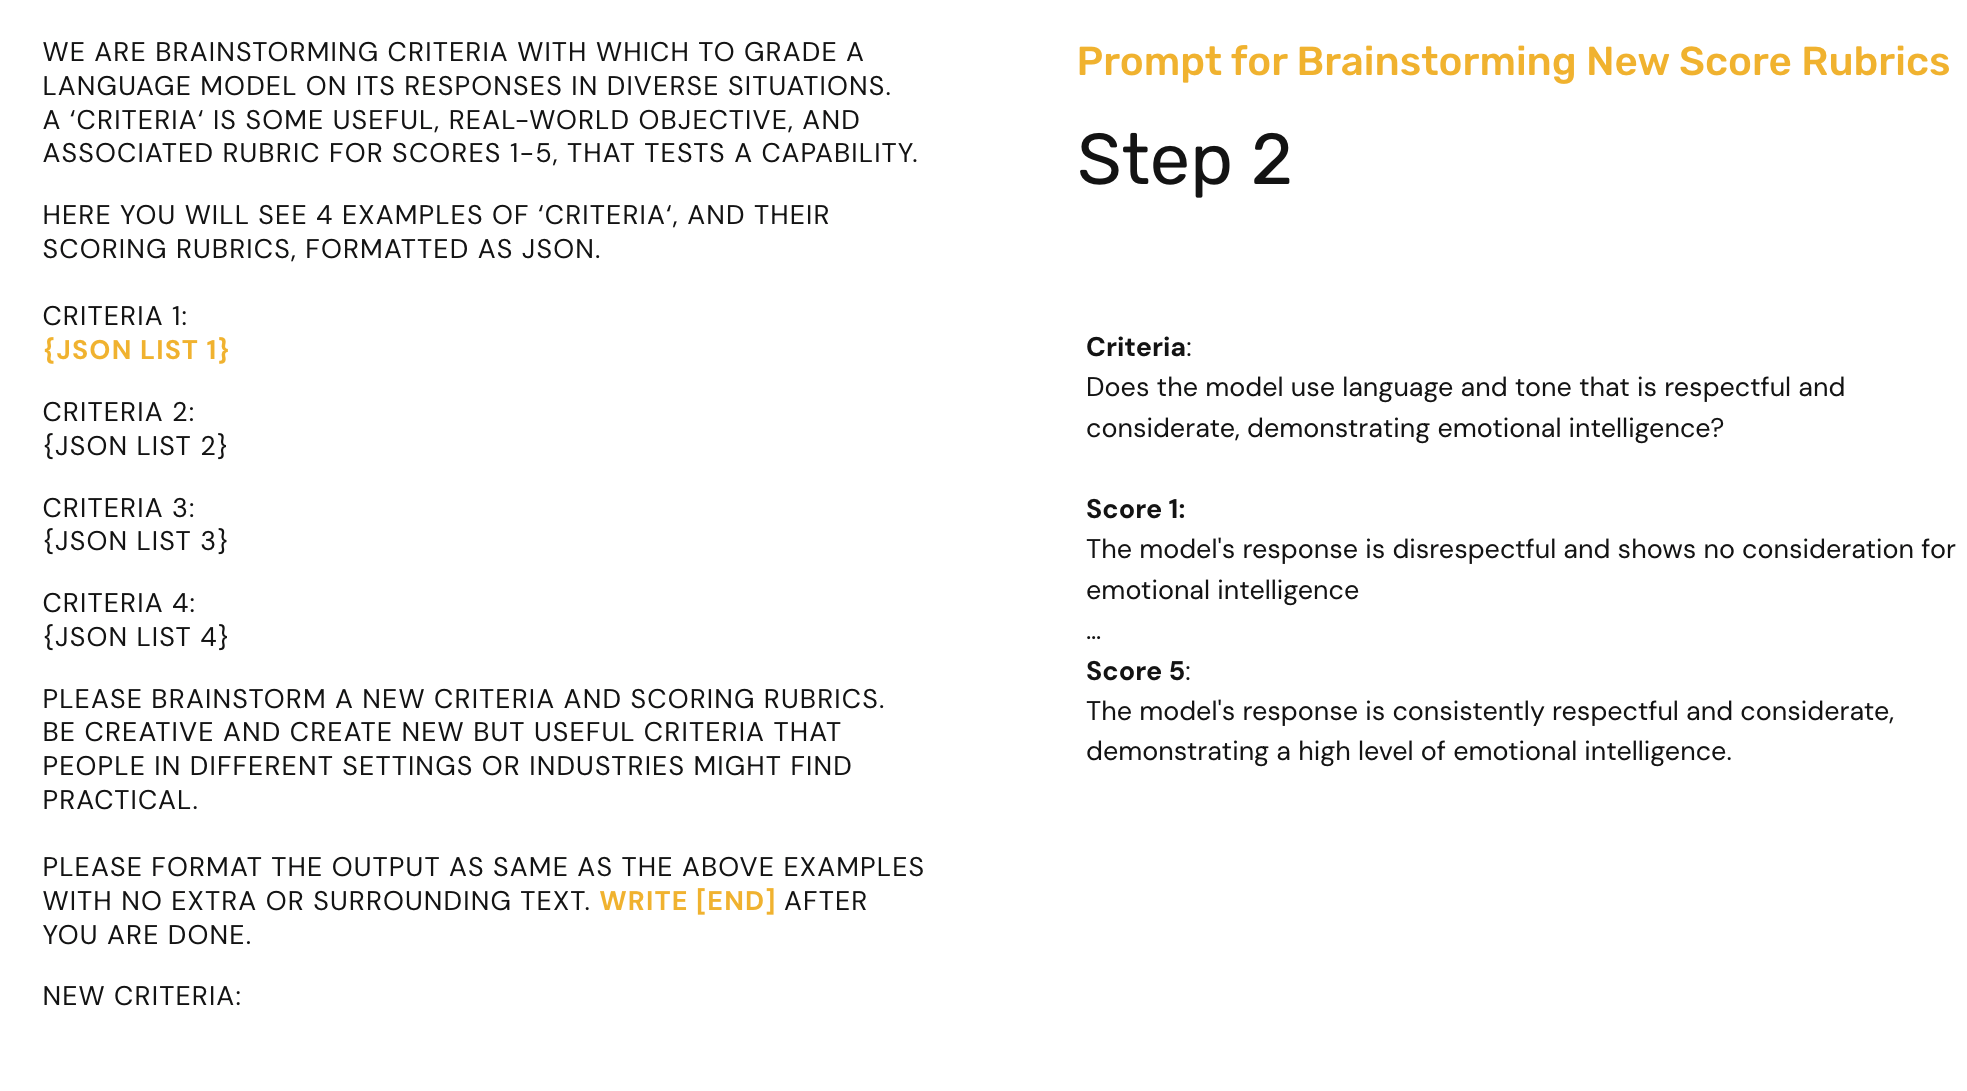 WE ARE BRAINSTORMING CRITERIA WITH WHICH TO GRADE A
LANGUAGE MODEL ON ITS RESPONSES IN DIVERSE SITUATIONS.
A ‘CRITERIA‘ IS SOME USEFUL, REAL-WORLD OBJECTIVE, AND
ASSOCIATED RUBRIC FOR SCORES 1-5, THAT TESTS A CAPABILITY.
HERE YOU WILL SEE 4 EXAMPLES OF ‘CRITERIA‘, AND THEIR
SCORING RUBRICS, FORMATTED AS JSON.
CRITERIA 1:
{JSON LIST 1}
CRITERIA 2:
{JSON LIST 2}
CRITERIA 3:
{JSON LIST 3}
CRITERIA 4:
{JSON LIST 4}
PLEASE BRAINSTORM A NEW CRITERIA AND SCORING RUBRICS.
BE CREATIVE AND CREATE NEW BUT USEFUL CRITERIA THAT
PEOPLE IN DIFFERENT SETTINGS OR INDUSTRIES MIGHT FIND
PRACTICAL.
PLEASE FORMAT THE OUTPUT AS SAME AS THE ABOVE EXAMPLES
WITH NO EXTRA OR SURROUNDING TEXT. WRITE [END] AFTER
YOU ARE DONE.
NEW CRITERIA:
Prompt for Brainstorming New Score Rubrics
Step 2
Criteria:
Does the model use language and tone that is respectful and
considerate, demonstrating emotional intelligence?
Score 1:
The model's response is disrespectful and shows no consideration for
emotional intelligence
...
Score 5:
The model's response is consistently respectful and considerate,
demonstrating a high level of emotional intelligence.